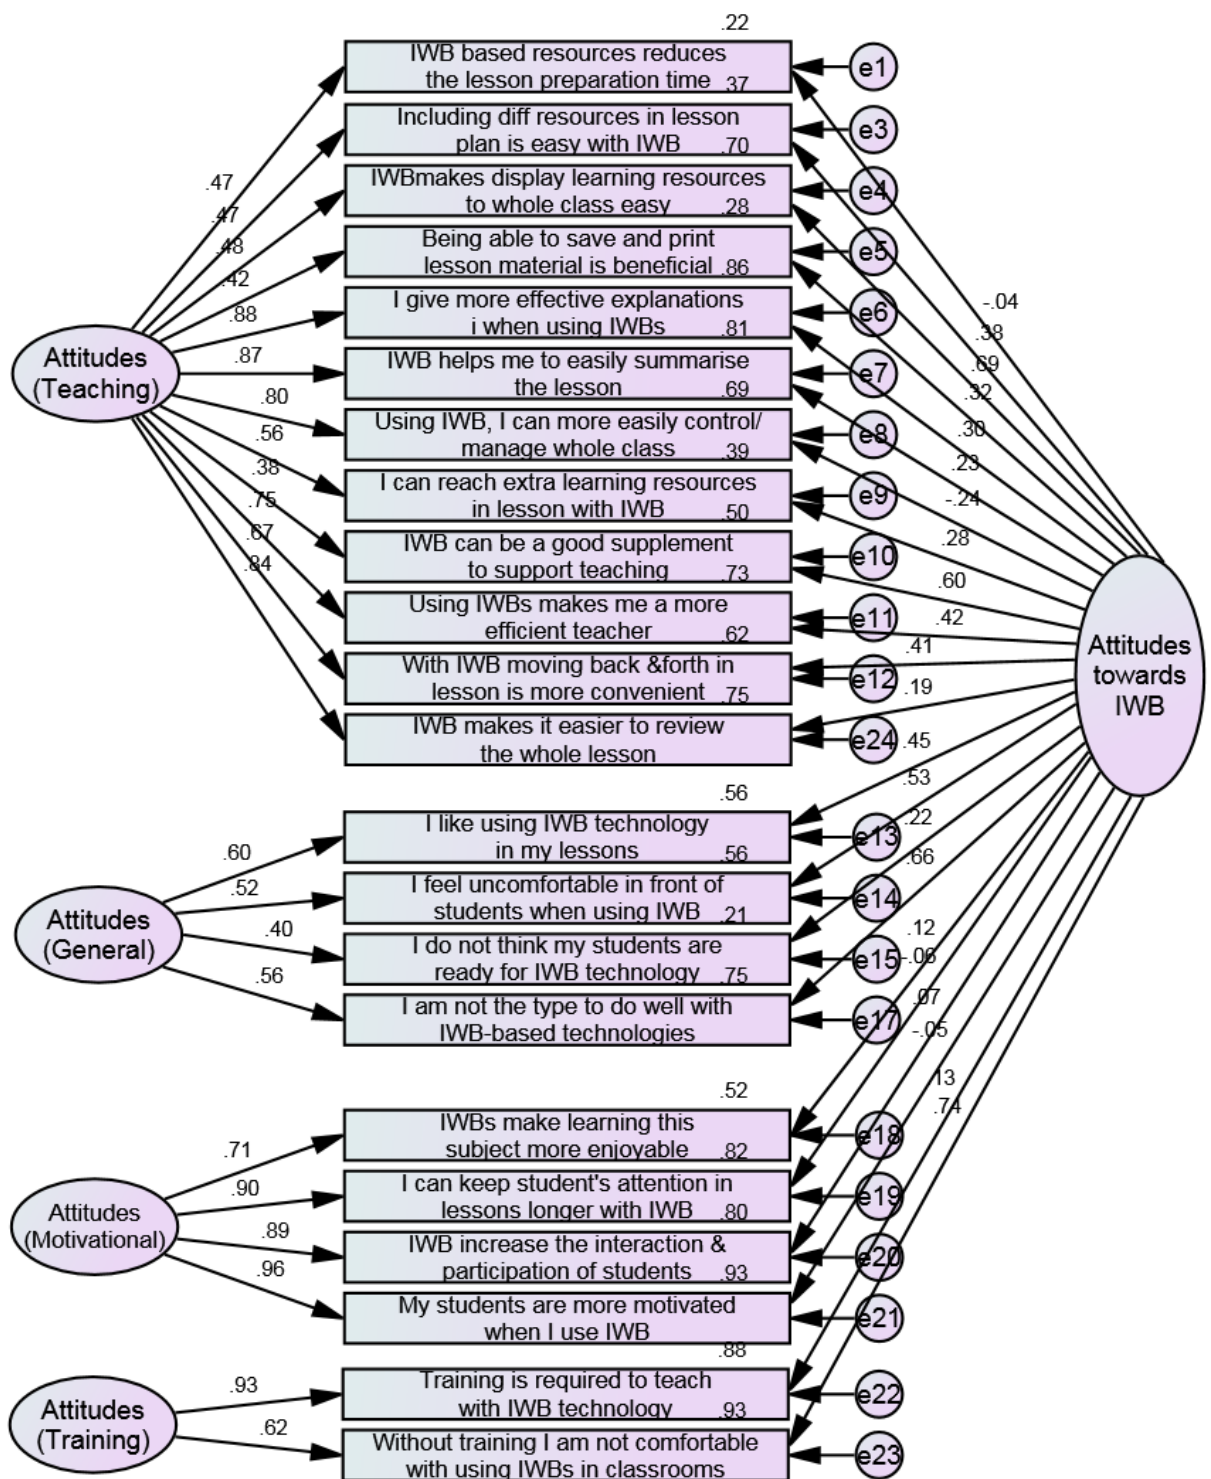 .22
IWB based resources reduces
the lesson preparation time .37
e1
Including diff resources in lesson
plan is easy with IWB .70
e3
IWBmakes display learning resources
to whole class easy .28
e4
Being able to save and print
lesson material is beneficial .86
e5
I give more effective explanations
i when using IWBs .81
e6
IWB helps me to easily summarise
the lesson .69
e7
Using IWB, I can more easily control/
manage whole class .39
e8
I can reach extra learning resources
in lesson with IWB .50
e9
IWB can be a good supplement
to support teaching .73
e10
Using IWBs makes me a more
efficient teacher .62
e11
With IWB moving back &forth in
lesson is more convenient .75
e12
IWB makes it easier to review
the whole lesson
e24
Attitudes
(Teaching)
.47
.47
.48
.42
.88
.87
.80
.56
.38
.75
.67
.84
-.04
.38
.69
.32
.30
.23
-.24
.28
.60
.42
.41
.19
.45
.53
.22
.66
.12
-.06
.07
-.05
.13
.74
Attitudes
towards
IWB
.56
I like using IWB technology
in my lessons .56
e13
I feel uncomfortable in front of
students when using IWB .21
e14
I do not think my students are
ready for IWB technology .75
e15
I am not the type to do well with
IWB-based technologies
e17
Attitudes
(General)
.60
.52
.40
.56
.52
IWBs make learning this
subject more enjoyable .82
e18
I can keep student's attention in
lessons longer with IWB .80
e19
IWB increase the interaction &
participation of students .93
e20
My students are more motivated
when I use IWB
e21
Attitudes
(Motivational)
.71
.90
.89
.96
.88
Training is required to teach
with IWB technology .93
e22
Without training I am not comfortable
with using IWBs in classrooms
e23
Attitudes
(Training)
.93
.62